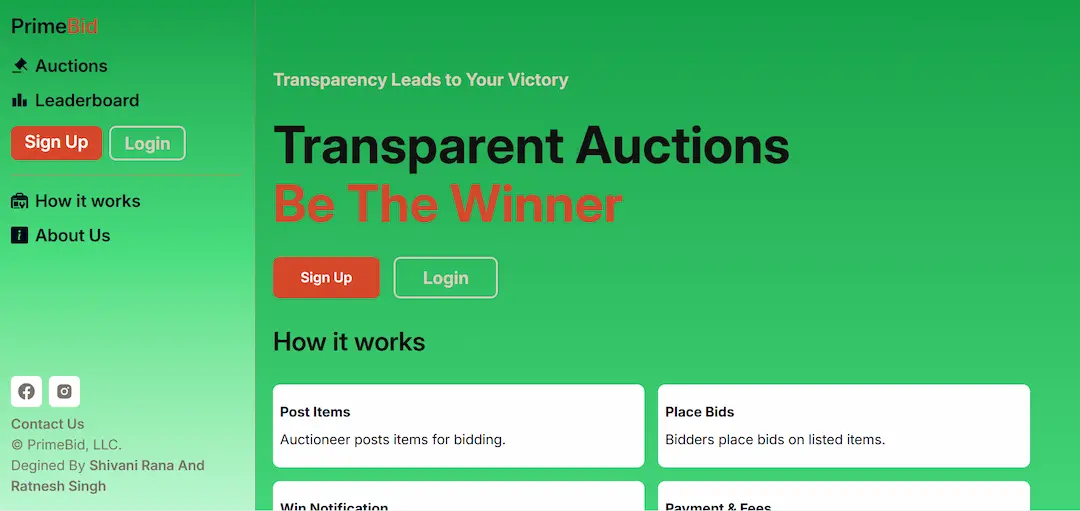 PrimeBid
Auctions
Leaderboard
Sign Up
Login
How it works
About Us
Contact Us
© PrimeBid, LLC.
Degined By Shivani Rana And
Ratnesh Singh
Transparency Leads to Your Victory
Transparent Auctions
Be The Winner
Sign Up
Login
How it works
Post Items
Auctioneer posts items for bidding.
Place Bids
Bidders place bids on listed items.
Win Notification
Payment & Fees